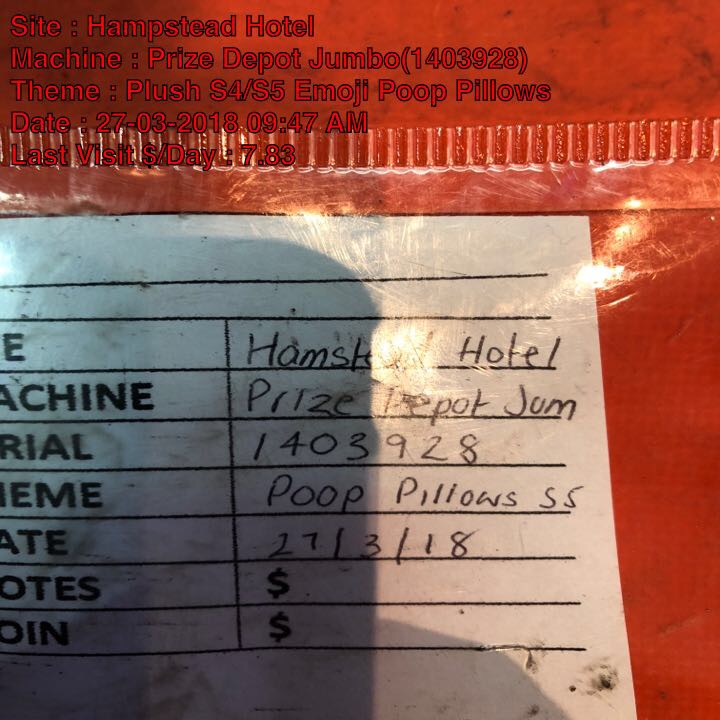 Site : Hampstead Hotel
Machine : Prize Depot Jumbo(1403928)
Theme : Plush S4/S5 Emoji Poop Pillows
Date : 27-03-2018 09:47 AM
Last Visit $/Day : 7.83
E Hamstead Hotel
ACHINE Prize Depot Jum
RIAL 1403928
HEME Poop Pillows S5
ATE 27/3/18
OTES $
OIN $